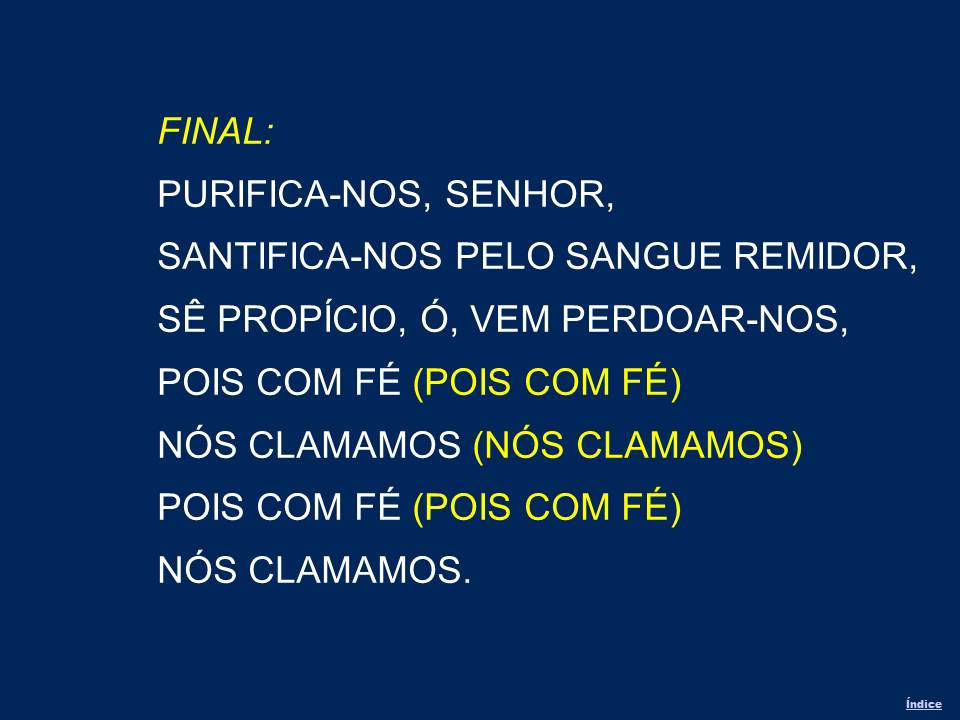 FINAL:
PURIFICA-NOS, SENHOR,
SANTIFICA-NOS PELO SANGUE REMIDOR,
SÊ PROPÍCIO, Ó, VEM PERDOAR-NOS,
POIS COM FÉ (POIS COM FÉ)
NÓS CLAMAMOS (NÓS CLAMAMOS)
POIS COM FÉ (POIS COM FÉ)
NÓS CLAMAMOS.
Índice